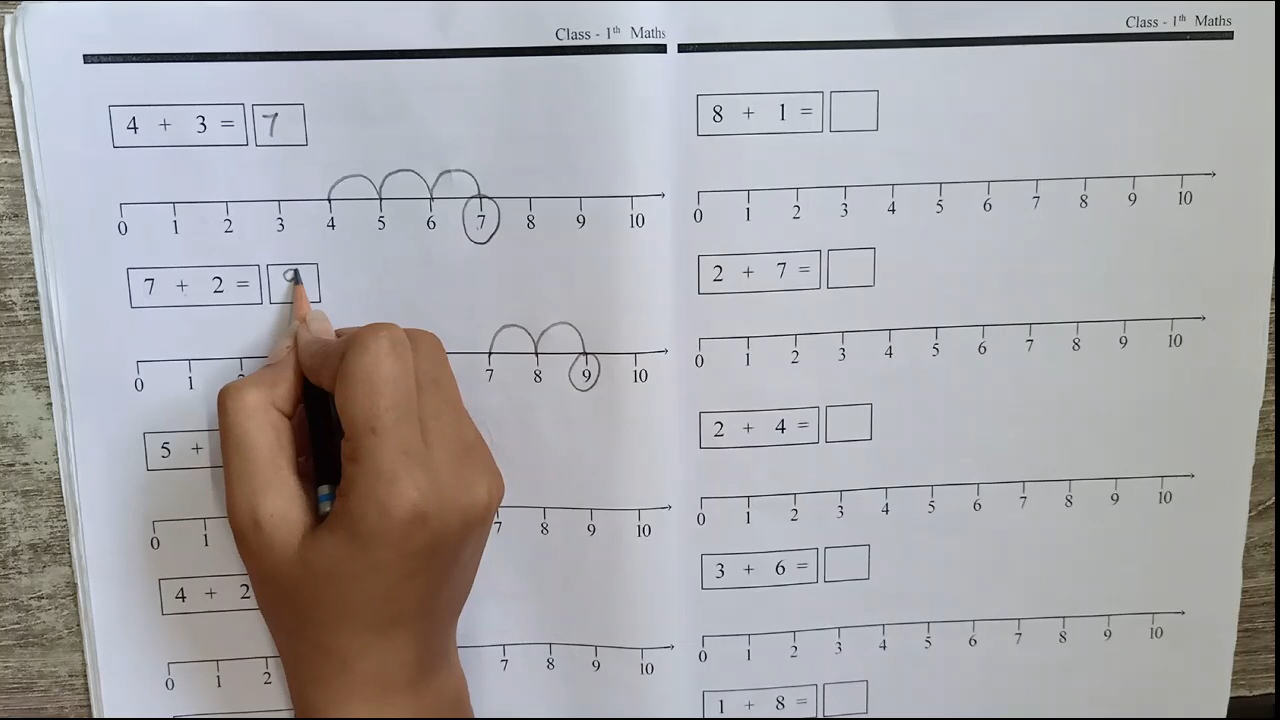 Class - 1th Maths
4 + 3 = 7
0 1 2 3 4 5 6 7 8 9 10
7 + 2 = 9
0 1 7 8 9 10
5 +
0 1 7 8 9 10
4 + 2
0 1 2 7 8 9 10
Class - 1th Maths
8 + 1 =
0 1 2 3 4 5 6 7 8 9 10
2 + 7 =
0 1 2 3 4 5 6 7 8 9 10
2 + 4 =
0 1 2 3 4 5 6 7 8 9 10
3 + 6 =
0 1 2 3 4 5 6 7 8 9 10
1 + 8 =